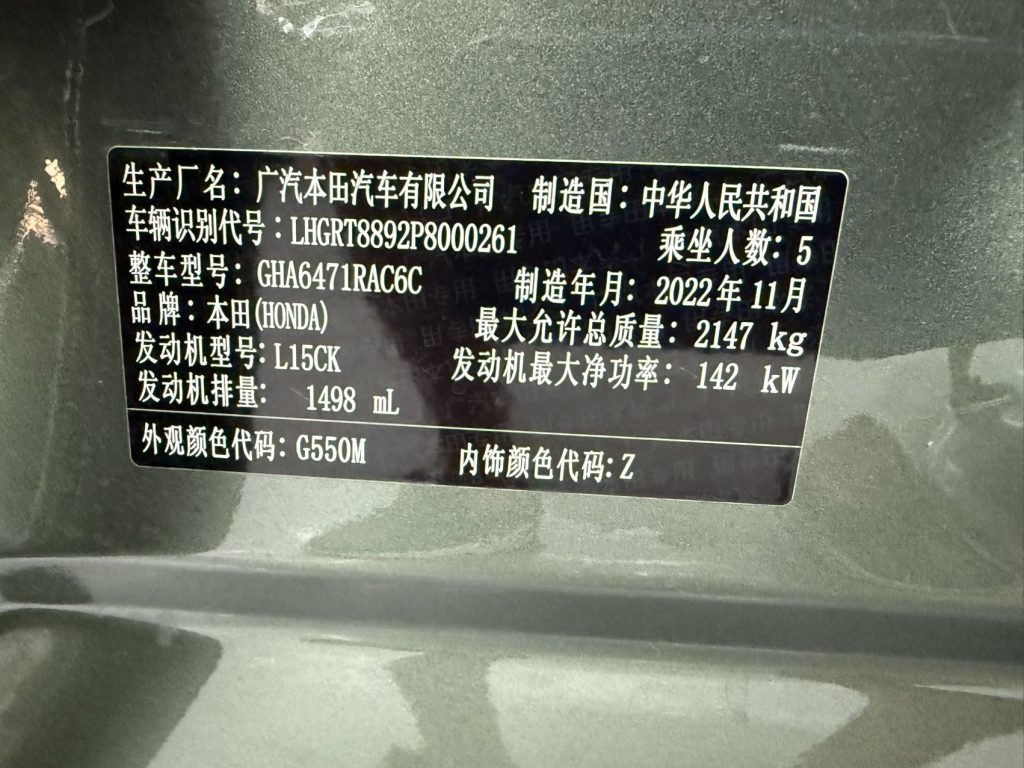 生产厂名：广汽本田汽车有限公司 制造国：中华人民共和国
车辆识别代号：LHGRT8892P8000261 乘坐人数：5
整车型号：GHA6471RAC6C 制造年月：2022年11月
品牌：本田(HONDA) 最大允许总质量：2147 kg
发动机型号：L15CK 发动机最大净功率：142 kW
发动机排量： 1498 mL
外观颜色代码：G550M 内饰颜色代码：Z